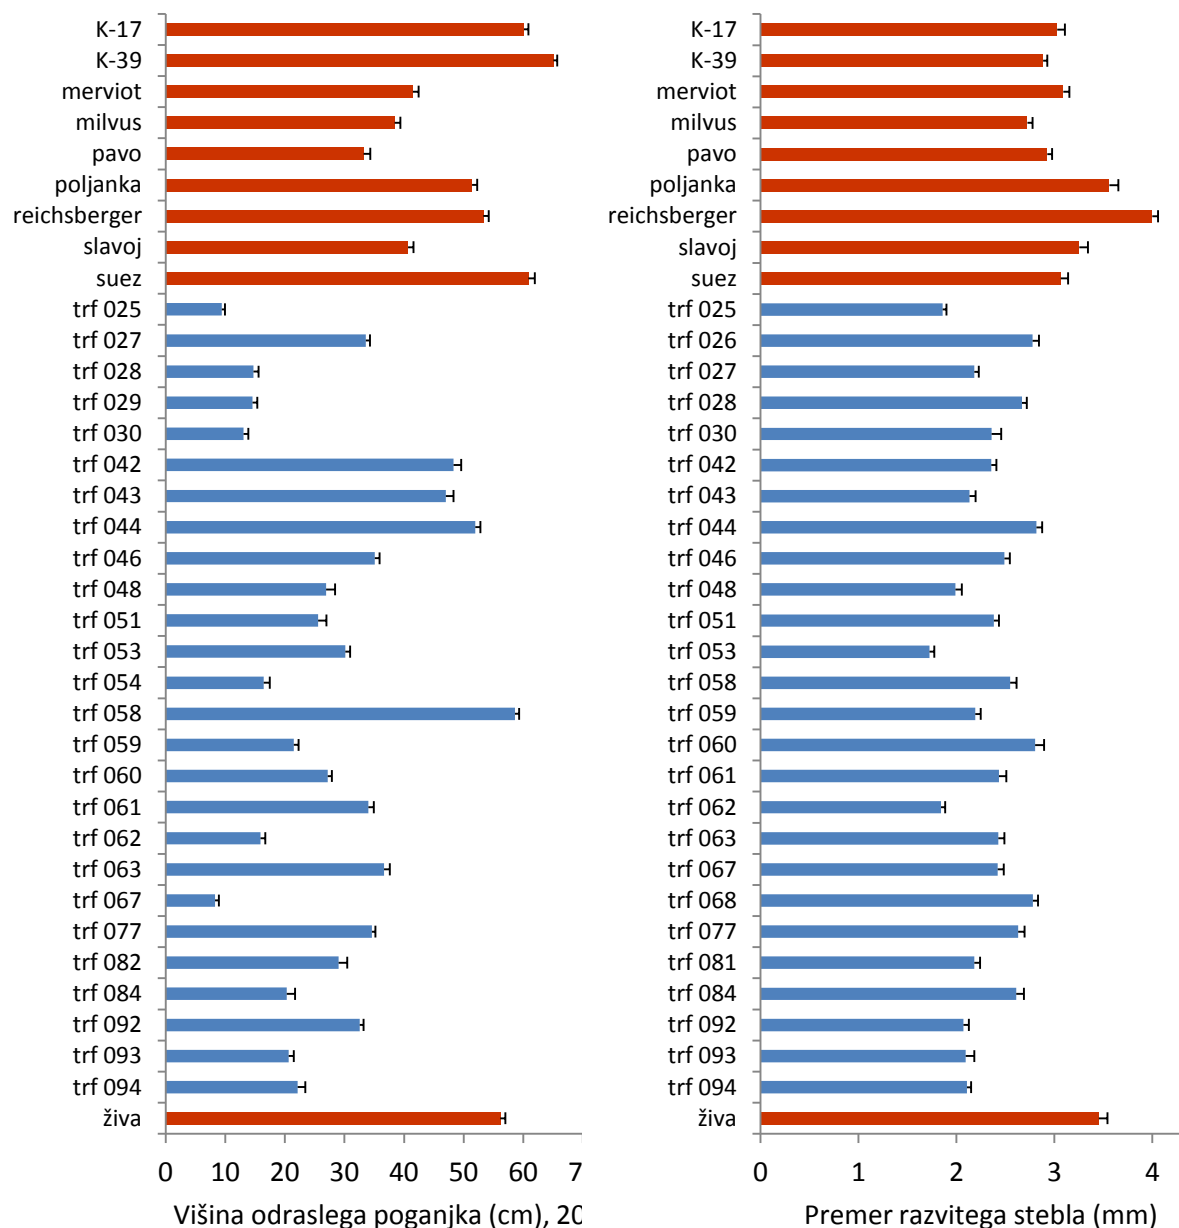 K-17
K-39
merviot
milvus
pavo
poljanka
reichsberger
slavoj
suez
trf 025
trf 027
trf 028
trf 029
trf 030
trf 042
trf 043
trf 044
trf 046
trf 048
trf 051
trf 053
trf 054
trf 058
trf 059
trf 060
trf 061
trf 062
trf 063
trf 067
trf 077
trf 082
trf 084
trf 092
trf 093
trf 094
živa
0 10 20 30 40 50 60 7
Višina odraslega poganjka (cm), 20
K-17
K-39
merviot
milvus
pavo
poljanka
reichsberger
slavoj
suez
trf 025
trf 026
trf 027
trf 028
trf 030
trf 042
trf 043
trf 044
trf 046
trf 048
trf 051
trf 053
trf 058
trf 059
trf 060
trf 061
trf 062
trf 063
trf 067
trf 068
trf 077
trf 081
trf 084
trf 092
trf 093
trf 094
živa
0 1 2 3 4
Premer razvitega stebla (mm)